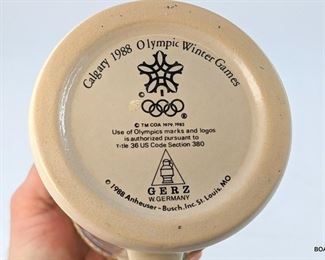 Calgary 1988 Olympic Winter Games
©
© TM COA 1979, 1983
Use of Olympics marks and logos
is authorized pursuant to
Title 36 US Code Section 380
GERZ
W. GERMANY
© 1988 Anheuser-Busch, Inc. St. Louis, MO
BOA